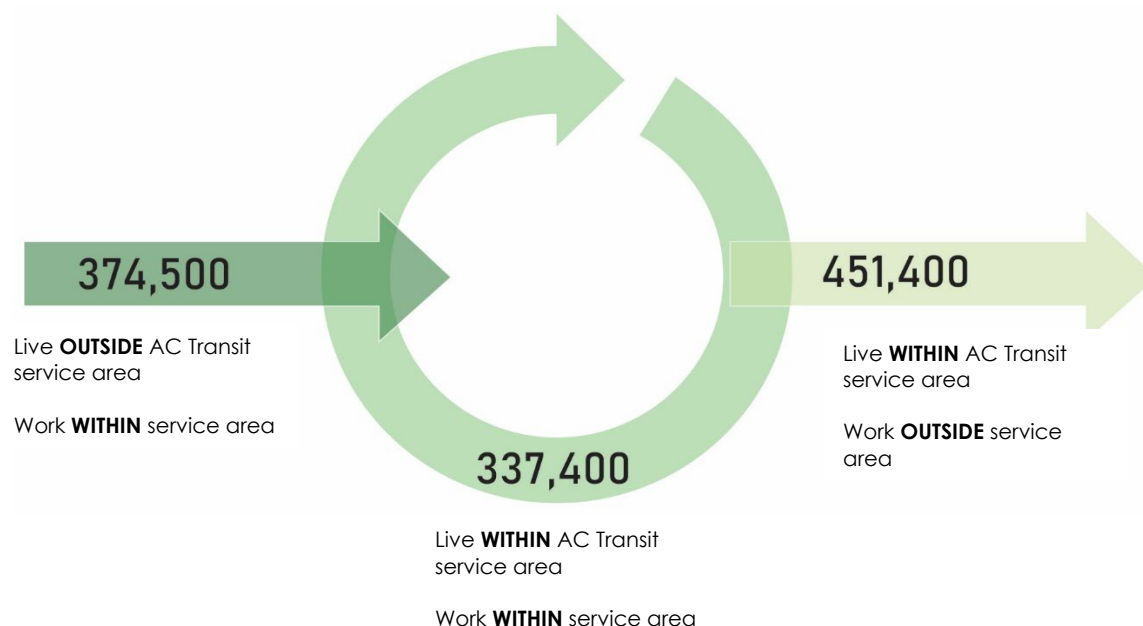 374,500
Live OUTSIDE AC Transit
service area
Work WITHIN service area
451,400
Live WITHIN AC Transit
service area
Work OUTSIDE service
area
337,400
Live WITHIN AC Transit
service area
Work WITHIN service area